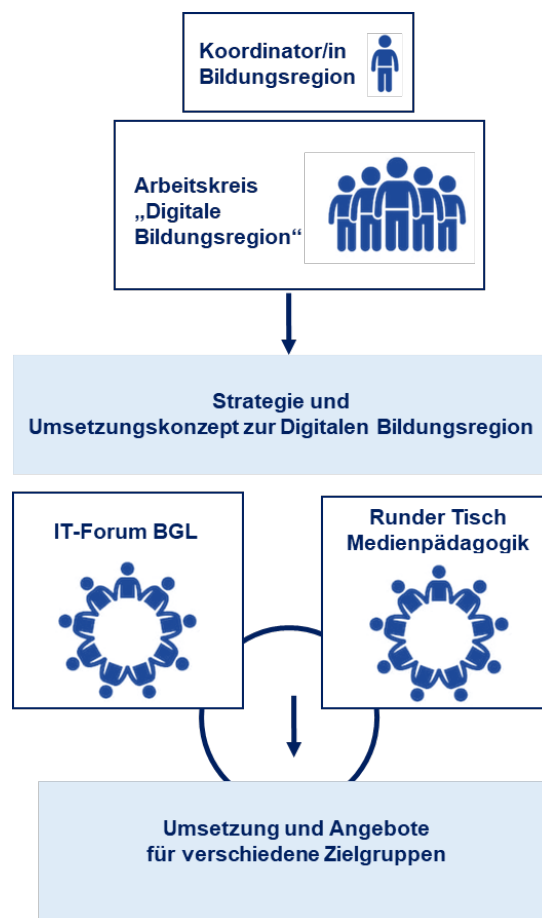 Koordinator/in
Bildungsregion
Arbeitskreis
„Digitale
Bildungsregion“
Strategie und
Umsetzungskonzept zur Digitalen Bildungsregion
IT-Forum BGL
Runder Tisch
Medienpädagogik
Umsetzung und Angebote
für verschiedene Zielgruppen